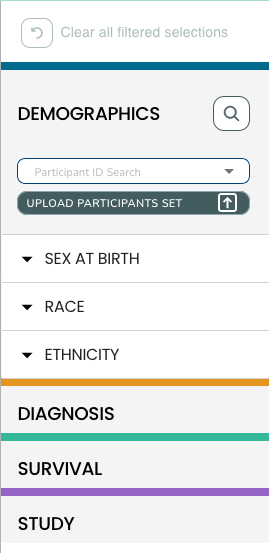 Clear all filtered selections
DEMOGRAPHICS
Participant ID Search
UPLOAD PARTICIPANTS SET
SEX AT BIRTH
RACE
ETHNICITY
DIAGNOSIS
SURVIVAL
STUDY